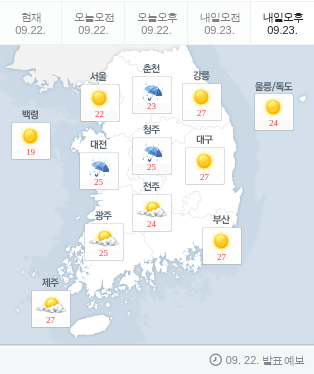 현재 오늘오전 오늘오후 내일오전 내일오후
09.22. 09.22. 09.22. 09.23. 09.23.
서울
22
춘천
23
강릉
27
울릉/독도
24
백령
19
대전
25
청주
25
대구
27
전주
24
광주
25
부산
27
제주
27
09. 22. 발표 예보